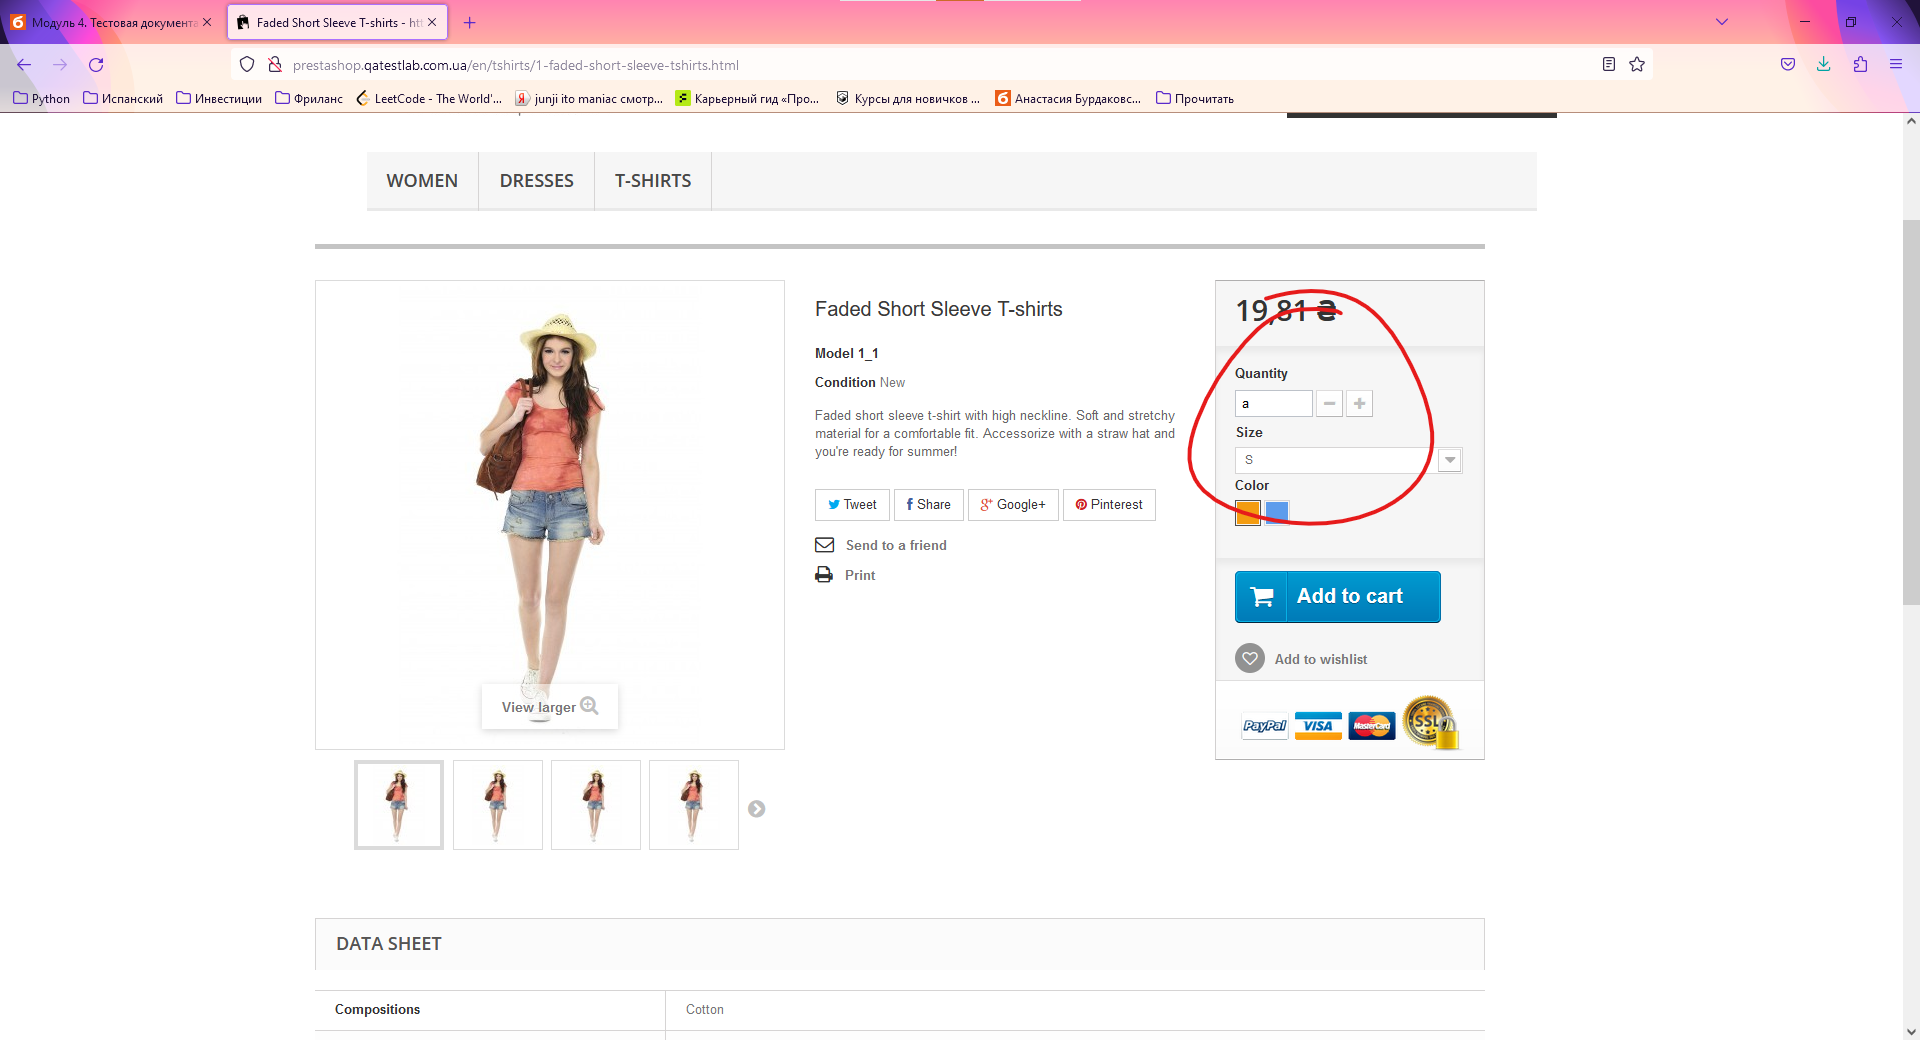 Модуль 4. Тестовая документа
Faded Short Sleeve T-shirts - htt
prestashop.qatestlab.com.ua/en/tshirts/1-faded-short-sleeve-tshirts.html
Python
Испанский
Инвестиции
Фриланс
LeetCode - The World'...
junji ito maniac смотр...
Карьерный гид «Про...
Курсы для новичков ...
Анастасия Бурдаковс...
Прочитать
WOMEN
DRESSES
T-SHIRTS
Faded Short Sleeve T-shirts
Model 1_1
Condition New
Faded short sleeve t-shirt with high neckline. Soft and stretchy
material for a comfortable fit. Accessorize with a straw hat and
you're ready for summer!
Tweet
Share
Google+
Pinterest
Send to a friend
Print
19,81 ₴
Quantity
a
Size
S
Color
Add to cart
Add to wishlist
PayPal
VISA
MasterCard
SSL
View larger
DATA SHEET
Compositions
Cotton